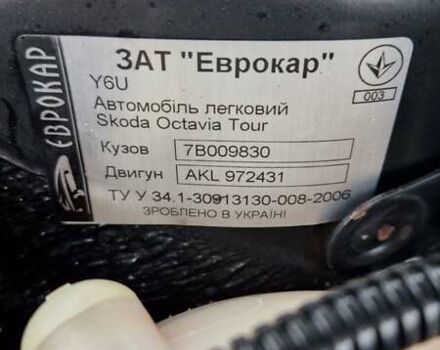 ЄВРОКАР
ЗАТ "Еврокар"
003
Y6U
Автомобіль легковий
Skoda Octavia Tour
Кузов 7B009830
Двигун AKL 972431
ТУ У 34.1-30913130-008-2006
ЗРОБЛЕНО В УКРАЇНІ